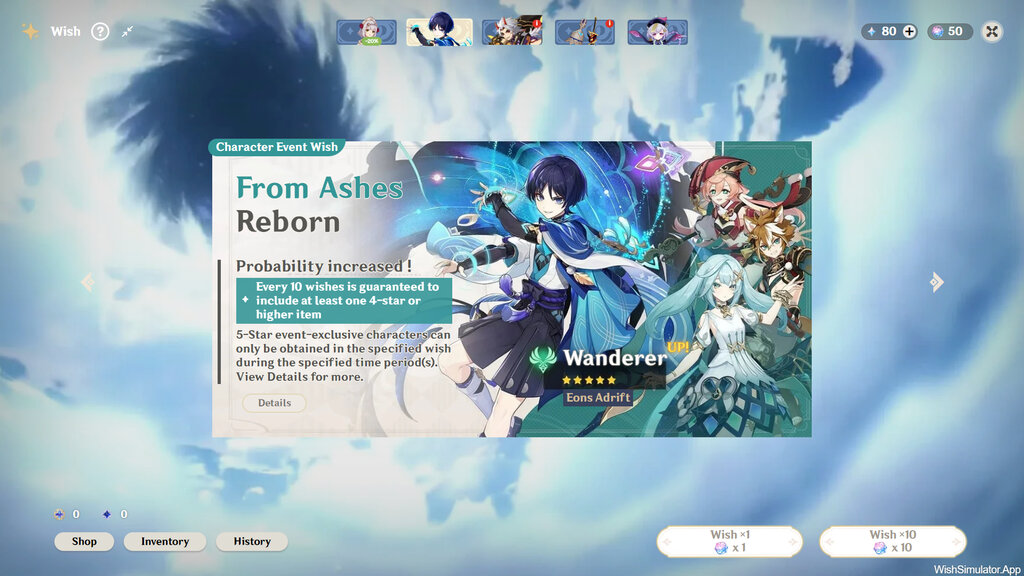 Wish ?
-20%
80
50
Character Event Wish
From Ashes
Reborn
Probability increased !
Every 10 wishes is guaranteed to
include at least one 4-star or
higher item
5-Star event-exclusive characters can
only be obtained in the specified wish
during the specified time period(s).
View Details for more.
Details
Wanderer UP!
Eons Adrift
0 0
Shop Inventory History
Wish ×1
x 1
Wish ×10
x 10
WishSimulator.App